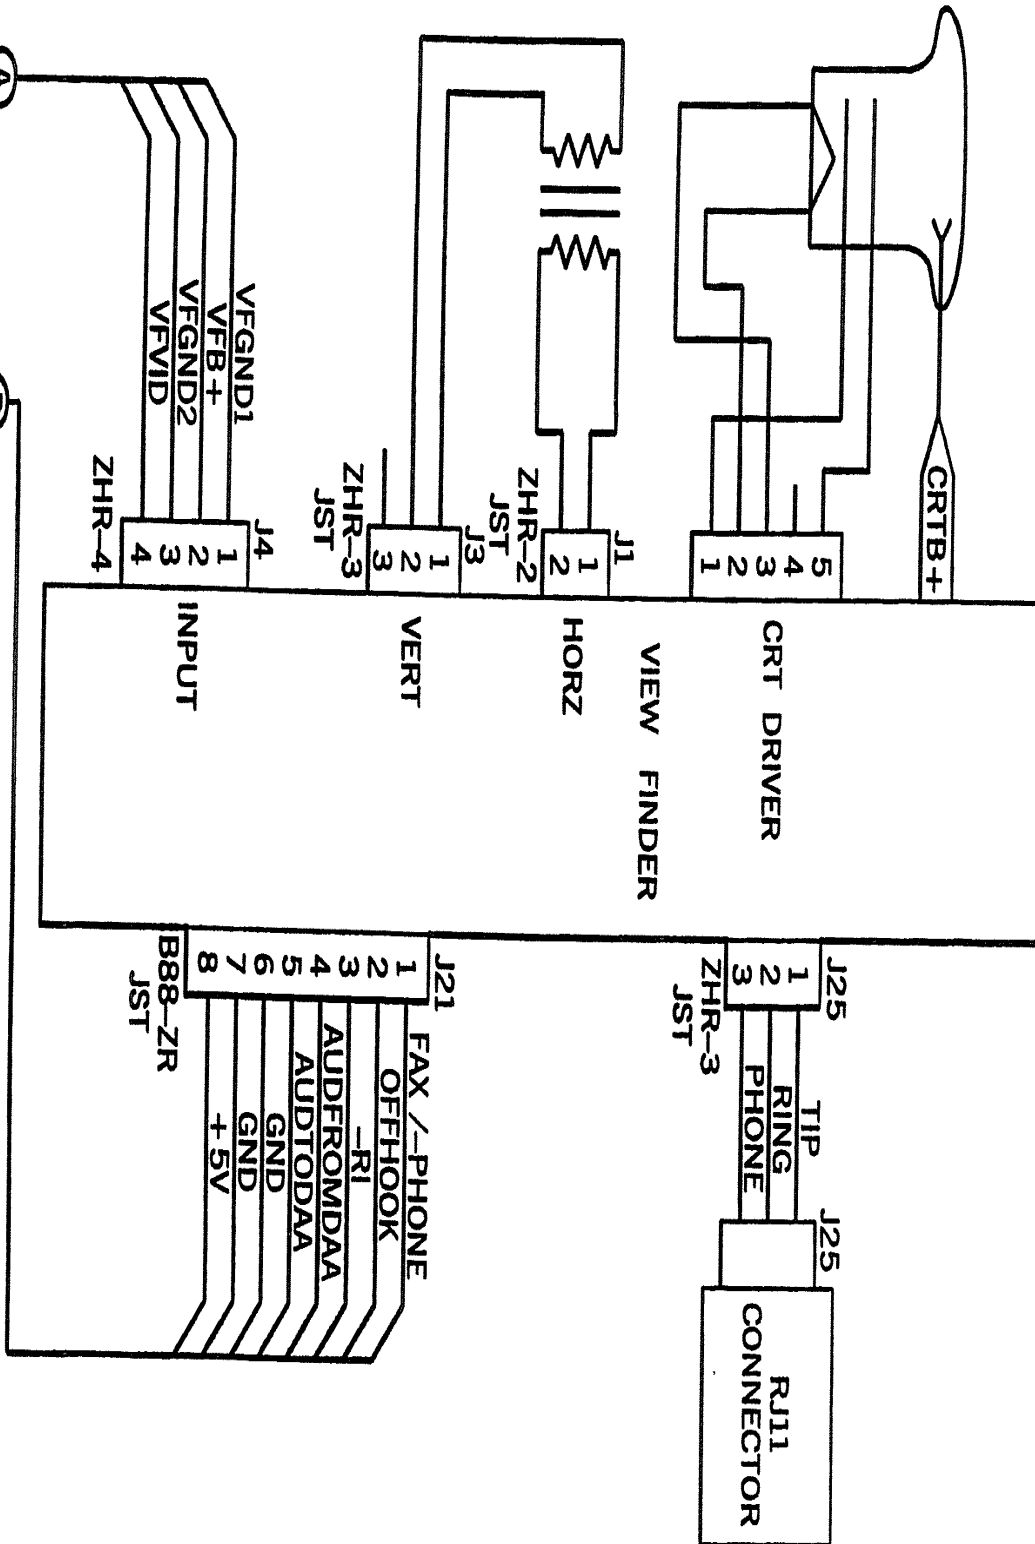 CRTB+
5
4
3
2
1
CRT DRIVER
VIEW FINDER
J1
1
2
ZHR-2
JST
HORZ
J3
1
2
3
ZHR-3
JST
VERT
VFGND1
VFB+
VFGND2
VFVID
J4
1
2
3
4
ZHR-4
INPUT
A
J25
1
2
3
ZHR-3
JST
TIP
RING
PHONE
J25
RJ11
CONNECTOR
J21
1
2
3
4
5
6
7
8
B88-ZR
JST
FAX /-PHONE
OFFHOOK
-RI
AUDFROMDAA
AUDTODAA
GND
GND
+5V